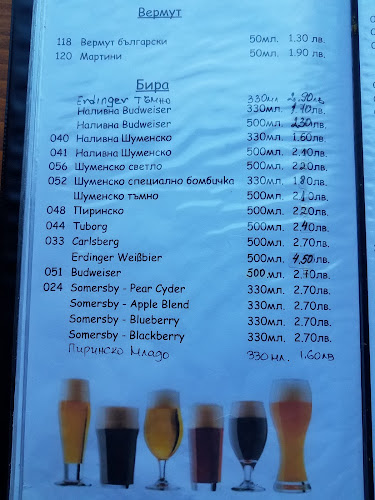 Вермут
118 Вермут български 50мл. 1.30 лв.
120 Мартини 50мл. 1.90 лв.
Бира
Erdinger Тъмно 330мл 2.90лв
Наливна Budweiser 330мл. 1.70лв.
Наливна Budweiser 500мл. 2.30лв.
040 Наливна Шуменско 330мл. 1.60лв.
041 Наливна Шуменско 500мл. 2.10лв.
056 Шуменско светло 500мл. 2.20лв.
052 Шуменско специално бомбичка 330мл. 1.80лв.
Шуменско тъмно 500мл. 2.10лв.
048 Пиринско 500мл. 2.20лв.
044 Tuborg 500мл. 2.40лв.
033 Carlsberg 500мл. 2.70лв.
Erdinger Weißbier 500мл. 4.50лв.
051 Budweiser 500.мл. 2.70лв.
024 Somersby - Pear Cyder 330мл. 2.70лв.
Somersby - Apple Blend 330мл. 2.70лв.
Somersby - Blueberry 330мл. 2.70лв.
Somersby - Blackberry 330мл. 2.70лв.
Пиринско Младо 330мл. 1.60лв